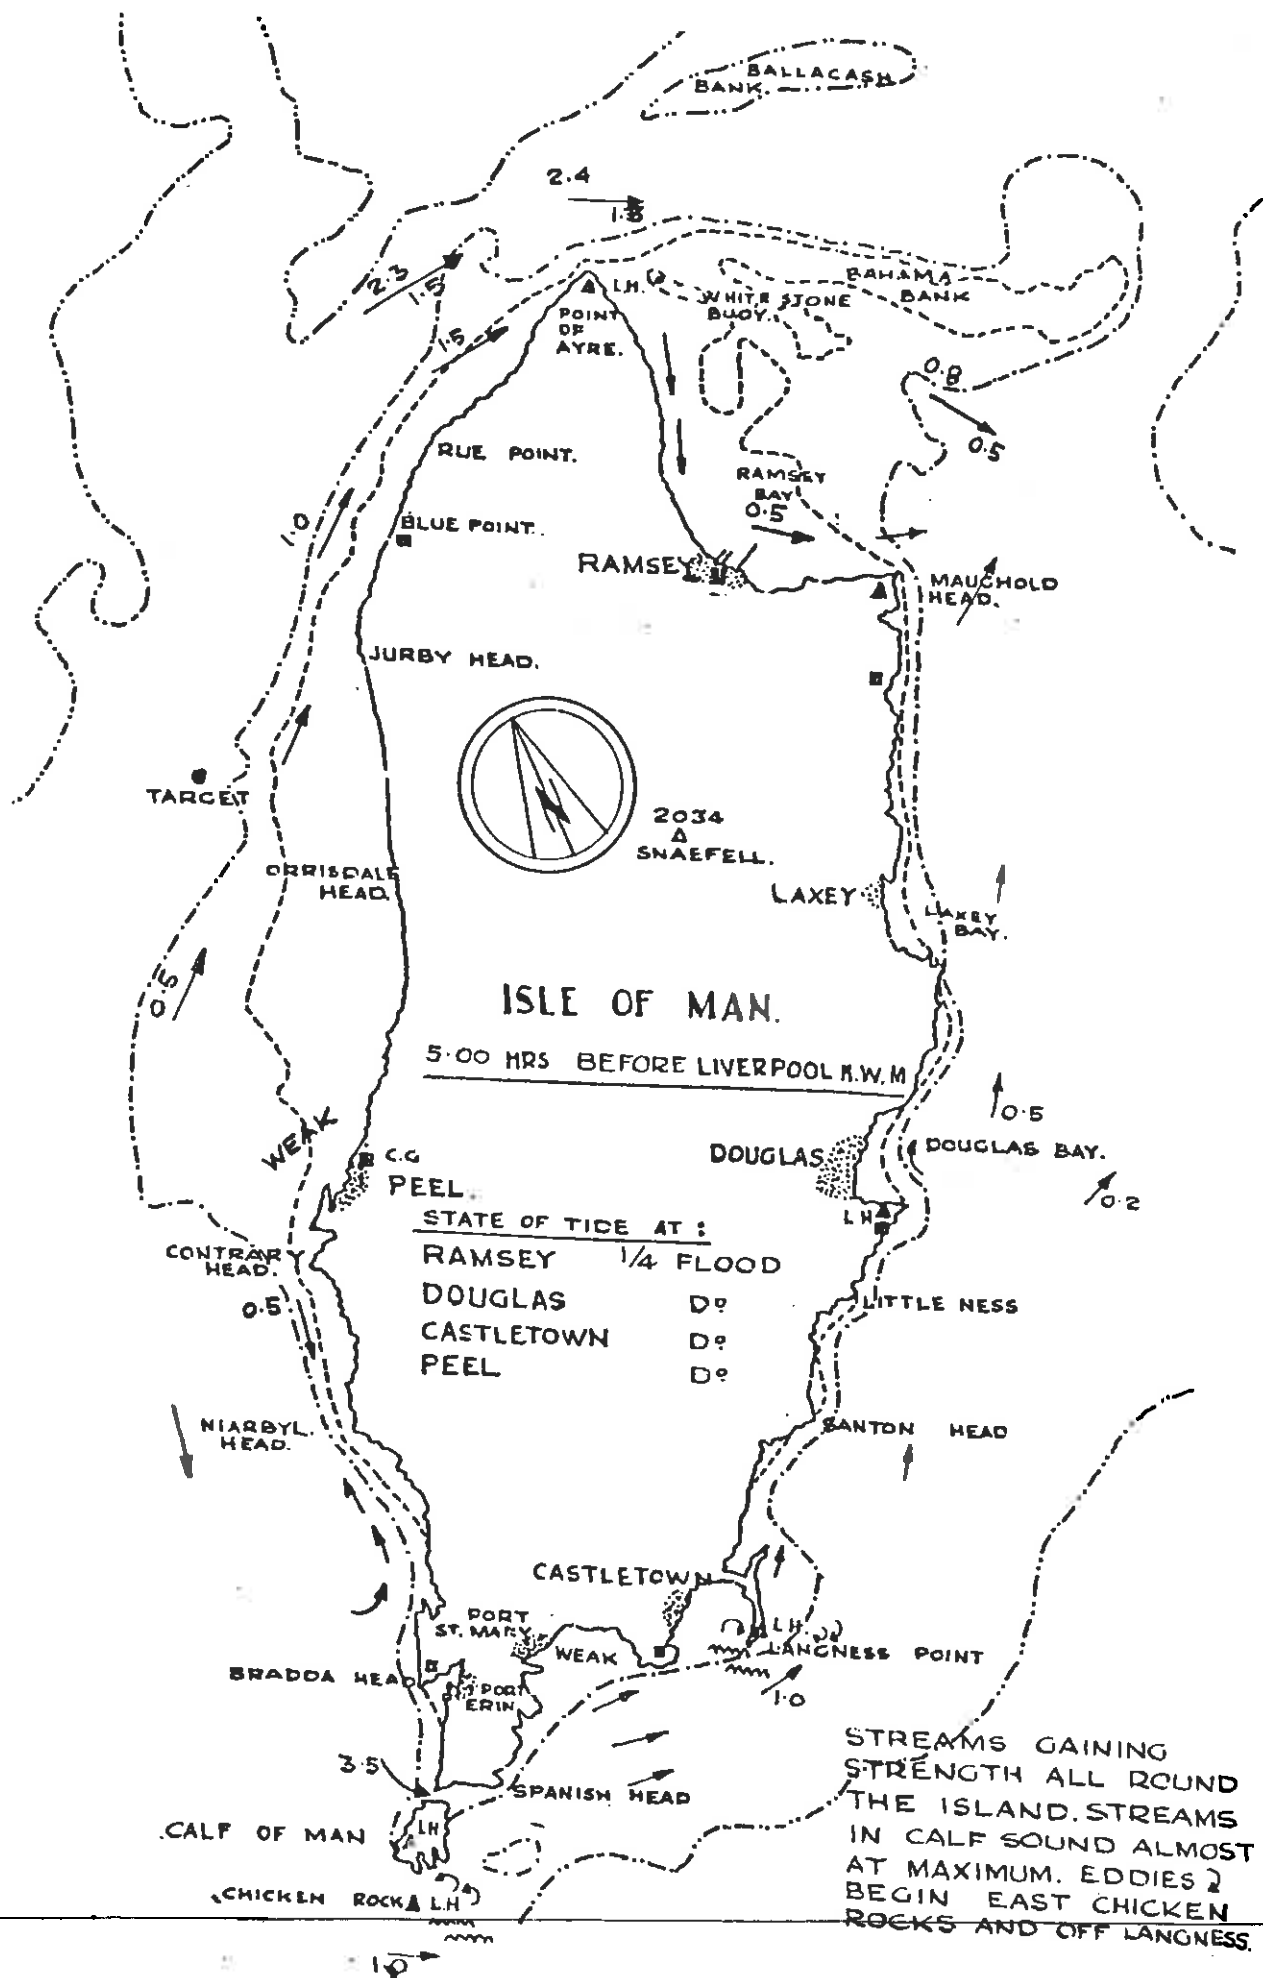 BALLACASH
BANK.
2.4
1.8
2.3
1.5
BAHAMA
BANK
L.H.
WHITE STONE
BUOY.
POINT
OF
AYRE.
1.5
0.8
0.5
RUE POINT.
RAMSEY
BAY
0.5
1.0
BLUE POINT.
RAMSEY
MAUGHOLD
HEAD.
JURBY HEAD.
N
TARGET
2034
SNAEFELL.
ORRISDALE
HEAD.
LAXEY
LAXEY
BAY.
0.5
ISLE OF MAN.
5.00 HRS BEFORE LIVERPOOL H.W.M
0.5
WEAK
C.G
PEEL
DOUGLAS
DOUGLAS BAY.
0.2
LH
STATE OF TIDE AT :
RAMSEY 1/4 FLOOD
DOUGLAS Dº
CASTLETOWN Dº
PEEL Dº
CONTRARY
HEAD.
0.5
LITTLE NESS
NIARBYL.
HEAD.
SANTON HEAD
CASTLETOWN
PORT
ST. MARY
WEAK
L.H.
LANGNESS POINT
BRADDA HEAD
PORT
ERIN
1.0
3.5
SPANISH HEAD
CALF OF MAN
LH
CHICKEN ROCK L.H
1.0
STREAMS GAINING
STRENGTH ALL ROUND
THE ISLAND. STREAMS
IN CALF SOUND ALMOST
AT MAXIMUM. EDDIES
BEGIN EAST CHICKEN
ROCKS AND OFF LANGNESS.